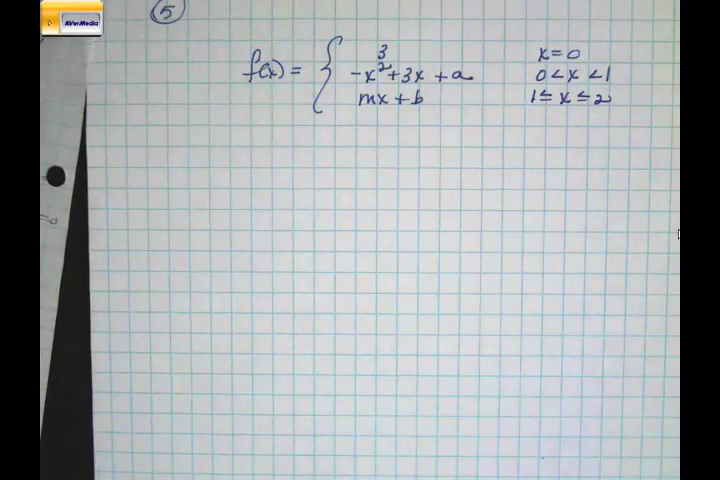 AVerMedia
5
f(x) = { 3 x = 0
-x² + 3x + a 0 < x < 1
mx + b 1 ≤ x ≤ 2